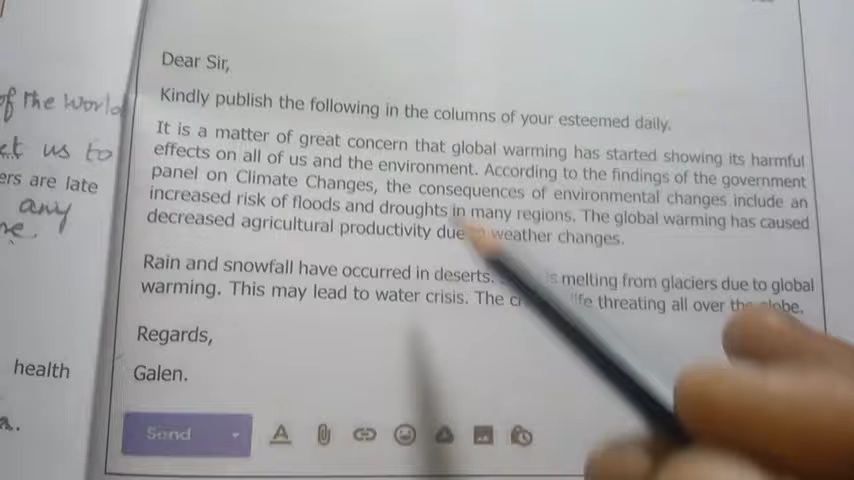 of the World
et us to
ers are late
any
re.
health
a.
Dear Sir,
Kindly publish the following in the columns of your esteemed daily.
It is a matter of great concern that global warming has started showing its harmful
effects on all of us and the environment. According to the findings of the government
panel on Climate Changes, the consequences of environmental changes include an
increased risk of floods and droughts in many regions. The global warming has caused
decreased agricultural productivity due weather changes.
Rain and snowfall have occurred in deserts. melting from glaciers due to global
warming. This may lead to water crisis. The life threating all over the globe.
Regards,
Galen.
Send